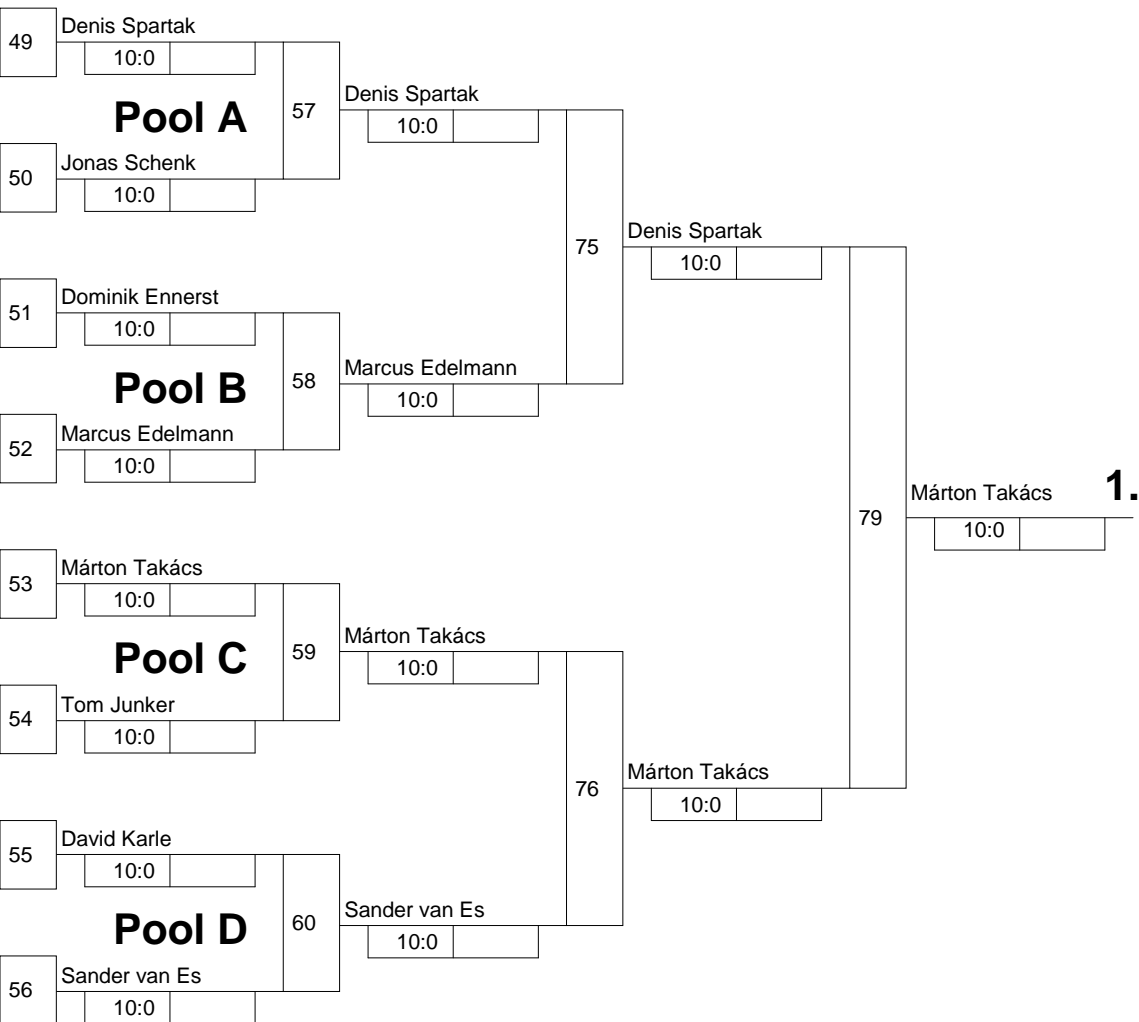 49
Denis Spartak
10:0
Pool A
57
Denis Spartak
10:0
50
Jonas Schenk
10:0
75
Denis Spartak
10:0
51
Dominik Ennerst
10:0
Pool B
58
Marcus Edelmann
10:0
52
Marcus Edelmann
10:0
79
Márton Takács
1.
10:0
53
Márton Takács
10:0
Pool C
59
Márton Takács
10:0
54
Tom Junker
10:0
76
Márton Takács
10:0
55
David Karle
10:0
Pool D
60
Sander van Es
10:0
56
Sander van Es
10:0